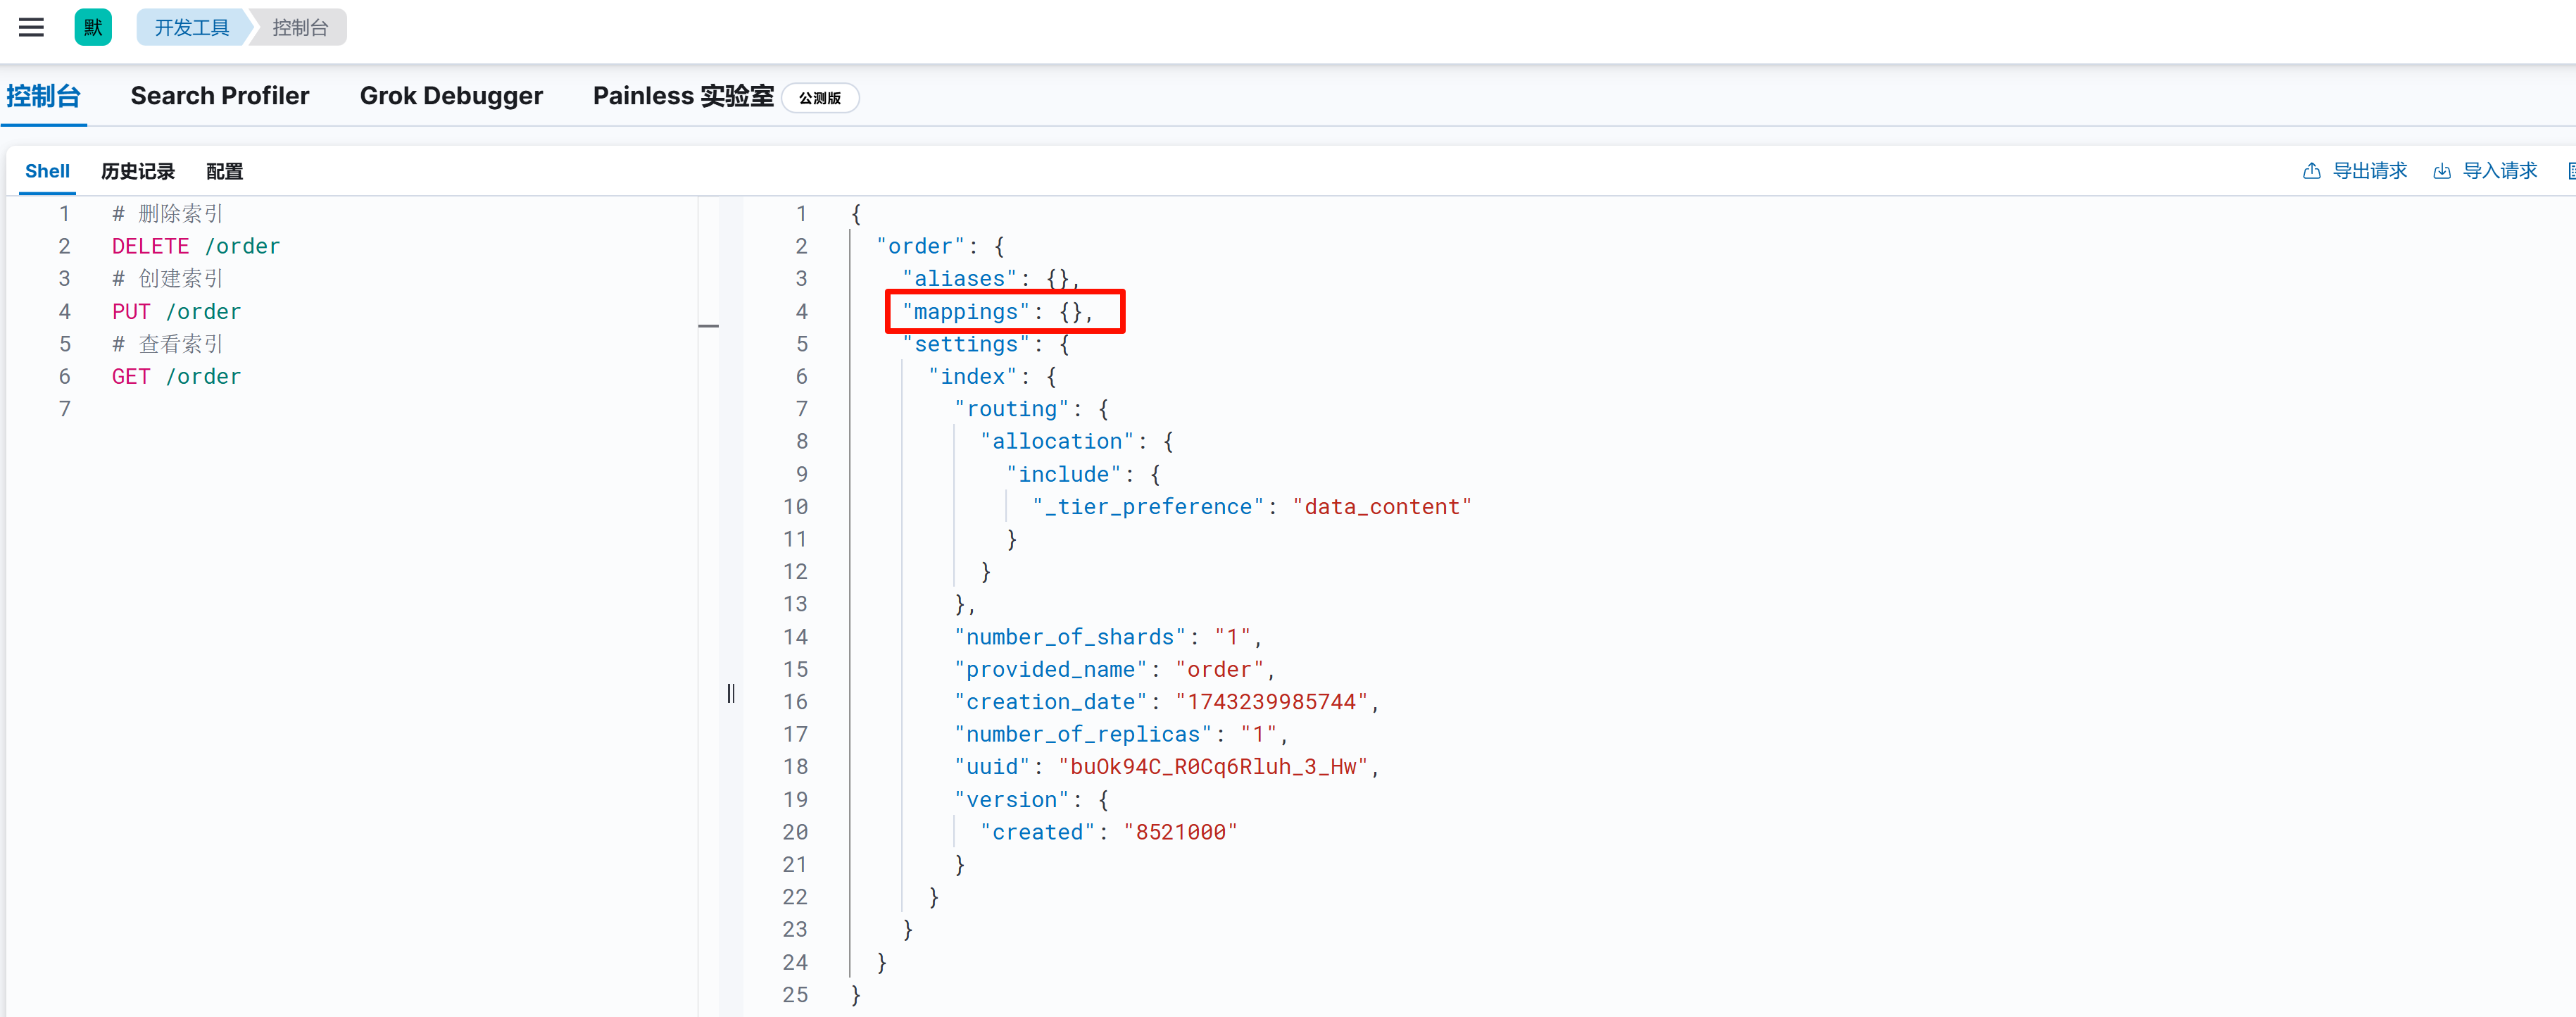 默 开发工具 控制台
控制台 Search Profiler Grok Debugger Painless 实验室 公测版
Shell 历史记录 配置 导出请求 导入请求
1 # 删除索引
2 DELETE /order
3 # 创建索引
4 PUT /order
5 # 查看索引
6 GET /order
7
1 {
2 "order": {
3 "aliases": {},
4 "mappings": {},
5 "settings": {
6 "index": {
7 "routing": {
8 "allocation": {
9 "include": {
10 "_tier_preference": "data_content"
11 }
12 }
13 },
14 "number_of_shards": "1",
15 "provided_name": "order",
16 "creation_date": "1743239985744",
17 "number_of_replicas": "1",
18 "uuid": "buOk94C_R0Cq6Rluh_3_Hw",
19 "version": {
20 "created": "8521000"
21 }
22 }
23 }
24 }
25 }